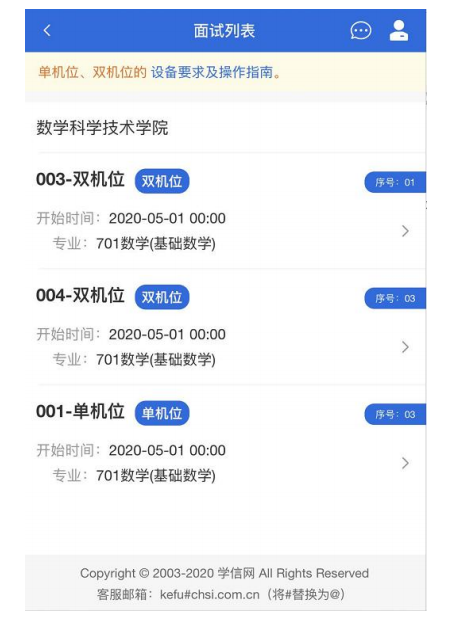 面试列表
单机位、双机位的 设备要求及操作指南。
数学科学技术学院
003-双机位 双机位 序号：01
开始时间：2020-05-01 00:00
专业：701数学(基础数学)
004-双机位 双机位 序号：03
开始时间：2020-05-01 00:00
专业：701数学(基础数学)
001-单机位 单机位 序号：03
开始时间：2020-05-01 00:00
专业：701数学(基础数学)
Copyright © 2003-2020 学信网 All Rights Reserved
客服邮箱：kefu#chsi.com.cn（将#替换为@）